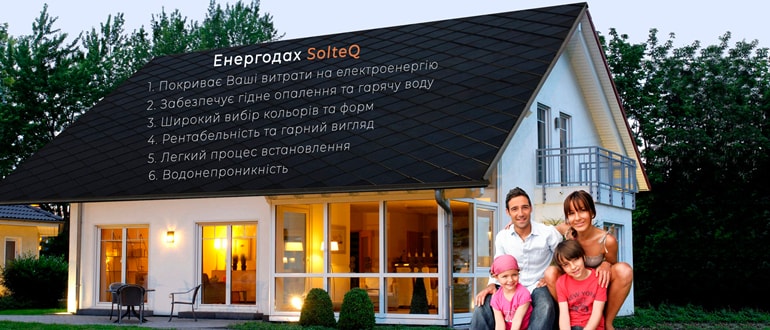 Енергодах SolteQ
1. Покриває Ваші витрати на електроенергію
2. Забезпечує гідне опалення та гарячу воду
3. Широкий вибір кольорів та форм
4. Рентабельність та гарний вигляд
5. Легкий процес встановлення
6. Водонепроникність